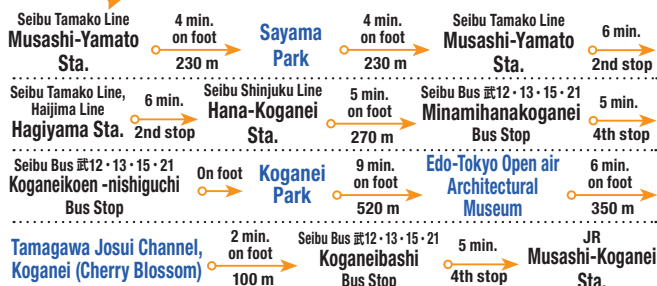 Seibu Tamako Line
Musashi-Yamato
Sta.
4 min.
on foot
230 m
Sayama
Park
4 min.
on foot
230 m
Seibu Tamako Line
Musashi-Yamato
Sta.
6 min.
2nd stop
Seibu Tamako Line,
Haijima Line
Hagiyama Sta.
6 min.
2nd stop
Seibu Shinjuku Line
Hana-Koganei
Sta.
5 min.
on foot
270 m
Seibu Bus 武12・13・15・21
Minamihanakoganei
Bus Stop
5 min.
4th stop
Seibu Bus 武12・13・15・21
Koganeikoen -nishiguchi
Bus Stop
On foot
Koganei
Park
9 min.
on foot
520 m
Edo-Tokyo Open air
Architectural
Museum
6 min.
on foot
350 m
Tamagawa Josui Channel,
Koganei (Cherry Blossom)
2 min.
on foot
100 m
Seibu Bus 武12・13・15・21
Koganeibashi
Bus Stop
5 min.
4th stop
JR
Musashi-Koganei
Sta.